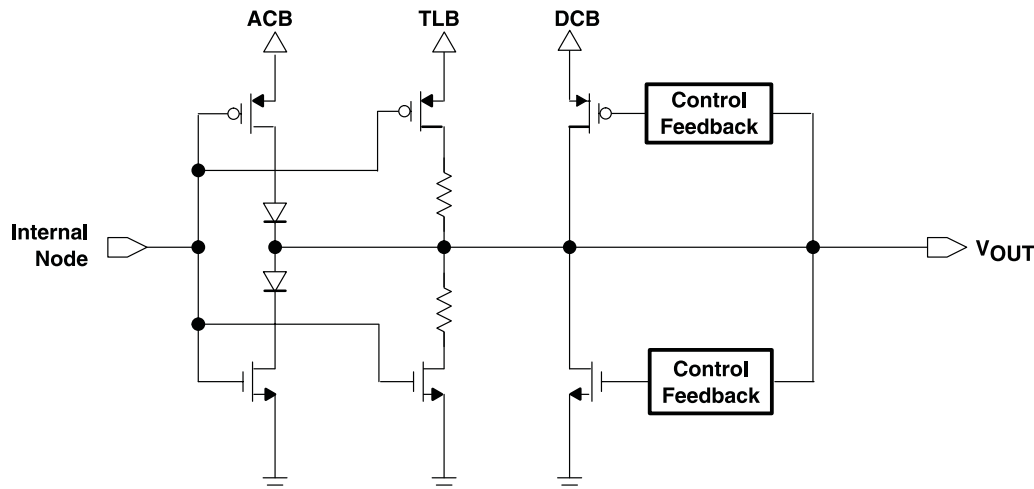 ACB
TLB
DCB
Control
Feedback
Internal
Node
VOUT
Control
Feedback